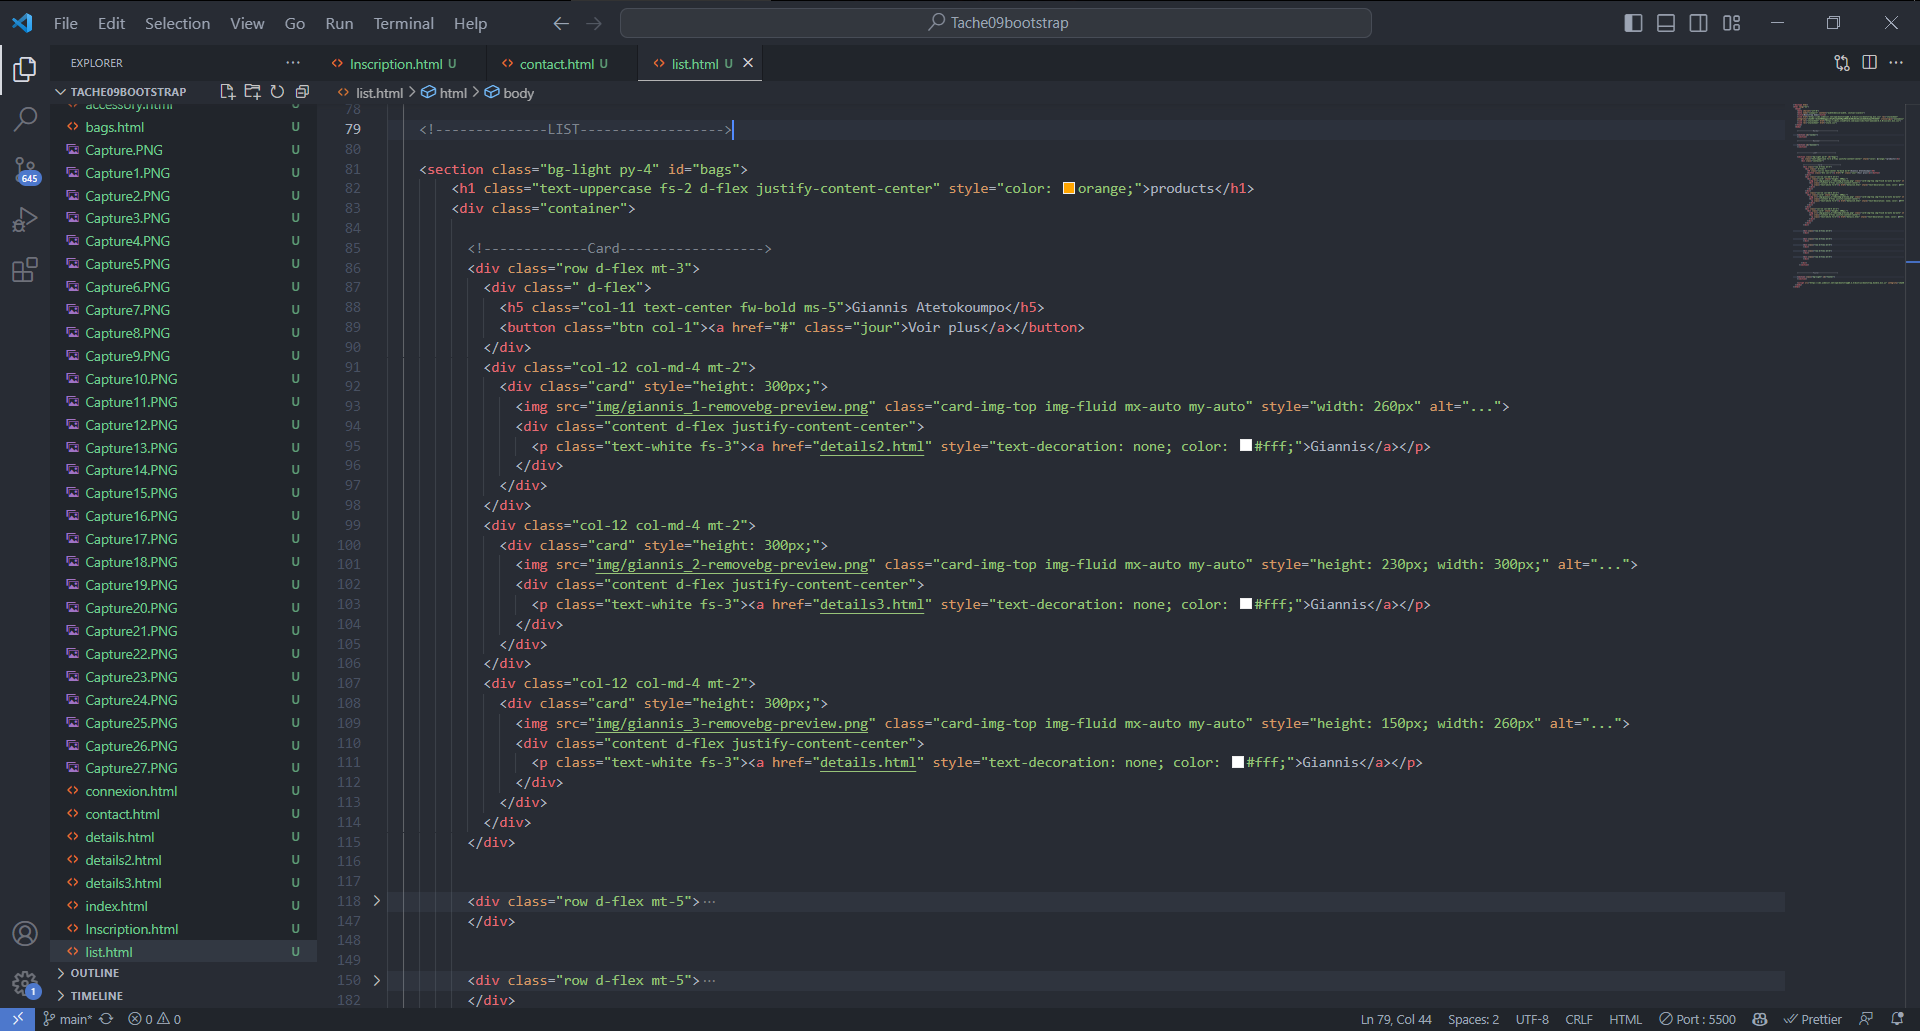 File Edit Selection View Go Run Terminal Help
Tache09bootstrap
EXPLORER
Inscription.html U
contact.html U
list.html U
TACHE09BOOTSTRAP
list.html > html > body
accessory.html U
bags.html U
Capture.PNG U
Capture1.PNG U
Capture2.PNG U
Capture3.PNG U
Capture4.PNG U
Capture5.PNG U
Capture6.PNG U
Capture7.PNG U
Capture8.PNG U
Capture9.PNG U
Capture10.PNG U
Capture11.PNG U
Capture12.PNG U
Capture13.PNG U
Capture14.PNG U
Capture15.PNG U
Capture16.PNG U
Capture17.PNG U
Capture18.PNG U
Capture19.PNG U
Capture20.PNG U
Capture21.PNG U
Capture22.PNG U
Capture23.PNG U
Capture24.PNG U
Capture25.PNG U
Capture26.PNG U
Capture27.PNG U
connexion.html U
contact.html U
details.html U
details2.html U
details3.html U
index.html U
Inscription.html U
list.html U
OUTLINE
TIMELINE
645
1
78
79 <!--------------LIST------------------>
80
81 <section class="bg-light py-4" id="bags">
82 <h1 class="text-uppercase fs-2 d-flex justify-content-center" style="color: orange;">products</h1>
83 <div class="container">
84
85 <!-------------Card------------------>
86 <div class="row d-flex mt-3">
87 <div class=" d-flex">
88 <h5 class="col-11 text-center fw-bold ms-5">Giannis Atetokoumpo</h5>
89 <button class="btn col-1"><a href="#" class="jour">Voir plus</a></button>
90 </div>
91 <div class="col-12 col-md-4 mt-2">
92 <div class="card" style="height: 300px;">
93 <img src="img/giannis_1-removebg-preview.png" class="card-img-top img-fluid mx-auto my-auto" style="width: 260px" alt="...">
94 <div class="content d-flex justify-content-center">
95 <p class="text-white fs-3"><a href="details2.html" style="text-decoration: none; color: #fff;">Giannis</a></p>
96 </div>
97 </div>
98 </div>
99 <div class="col-12 col-md-4 mt-2">
100 <div class="card" style="height: 300px;">
101 <img src="img/giannis_2-removebg-preview.png" class="card-img-top img-fluid mx-auto my-auto" style="height: 230px; width: 300px;" alt="...">
102 <div class="content d-flex justify-content-center">
103 <p class="text-white fs-3"><a href="details3.html" style="text-decoration: none; color: #fff;">Giannis</a></p>
104 </div>
105 </div>
106 </div>
107 <div class="col-12 col-md-4 mt-2">
108 <div class="card" style="height: 300px;">
109 <img src="img/giannis_3-removebg-preview.png" class="card-img-top img-fluid mx-auto my-auto" style="height: 150px; width: 260px" alt="...">
110 <div class="content d-flex justify-content-center">
111 <p class="text-white fs-3"><a href="details.html" style="text-decoration: none; color: #fff;">Giannis</a></p>
112 </div>
113 </div>
114 </div>
115 </div>
116
117
118 <div class="row d-flex mt-5">...
147 </div>
148
149
150 <div class="row d-flex mt-5">...
182 </div>
main* 0 0
Ln 79, Col 44 Spaces: 2 UTF-8 CRLF HTML Port : 5500 Prettier